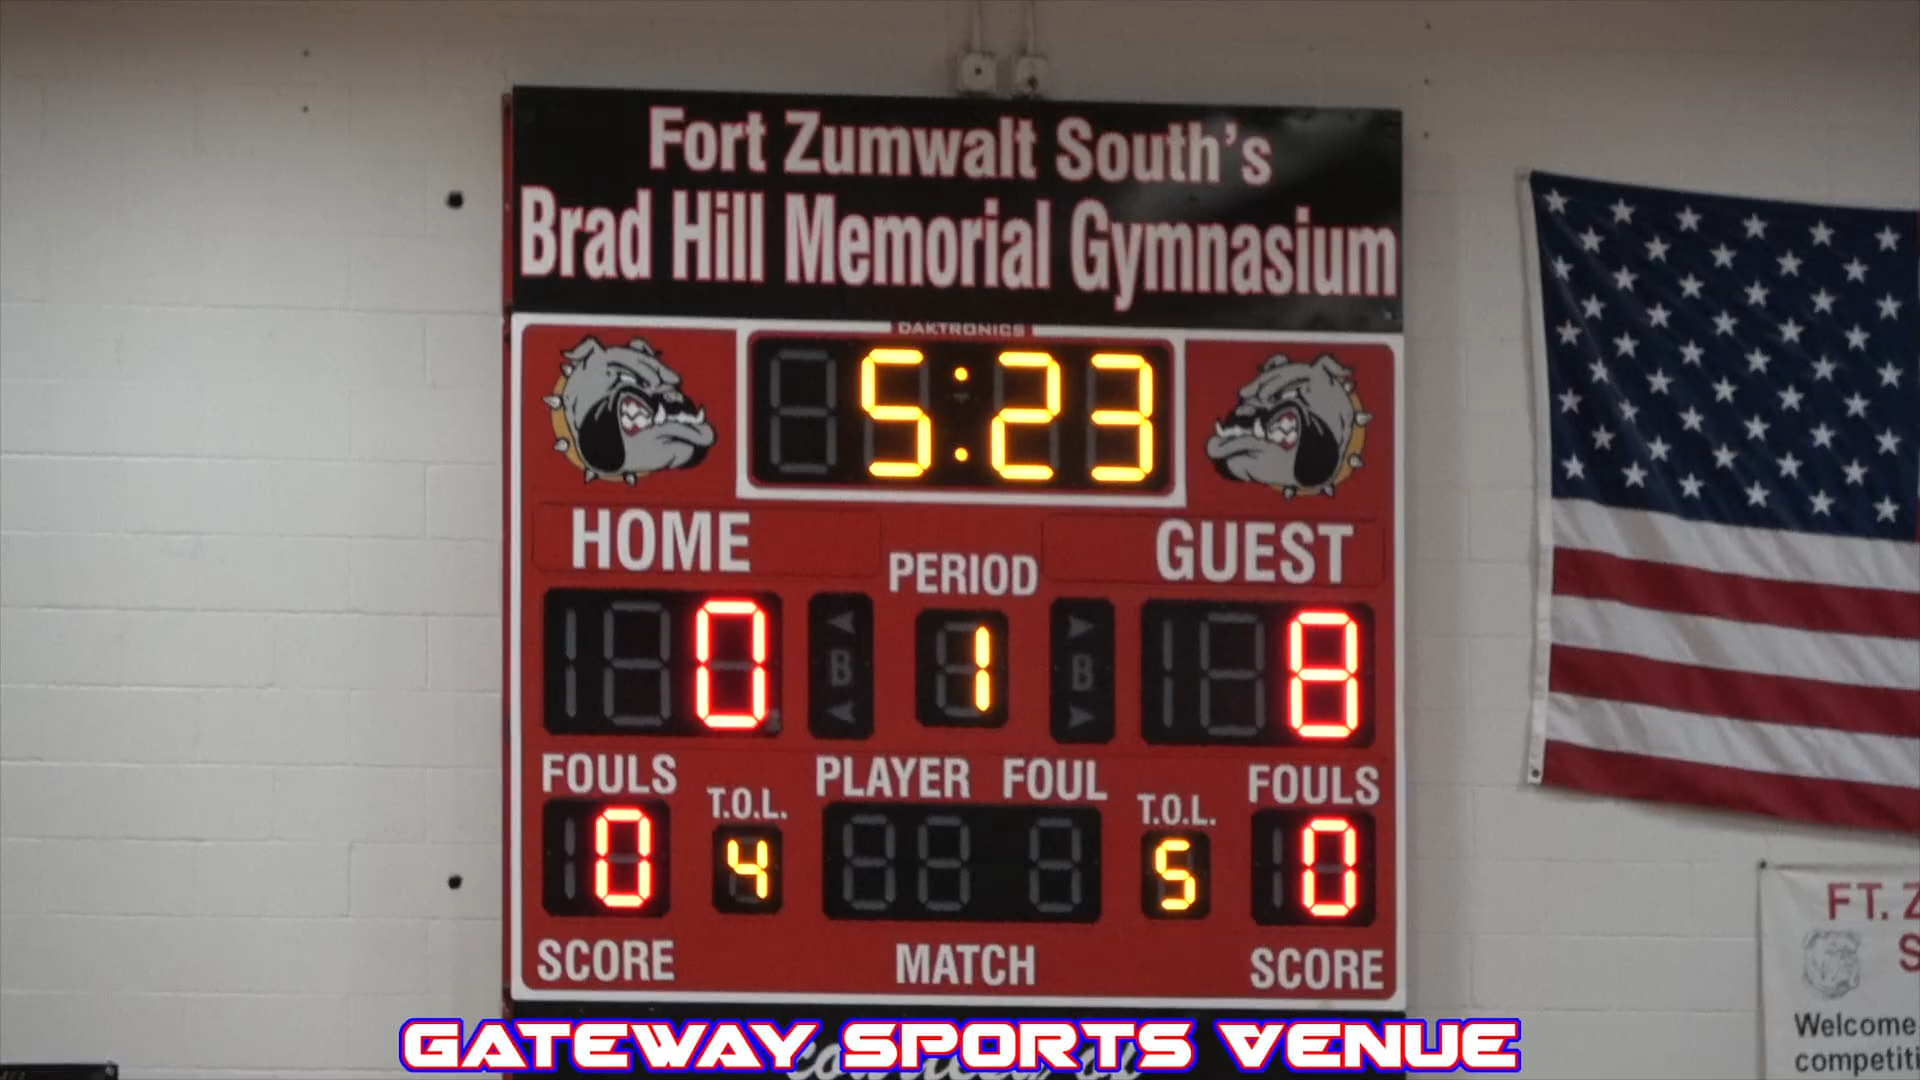 Fort Zumwalt South's
Brad Hill Memorial Gymnasium
DAKTRONICS
5:23
HOME
PERIOD
GUEST
0
B
1
B
8
FOULS
T.O.L.
PLAYER FOUL
T.O.L.
FOULS
0
4
5
0
SCORE
MATCH
SCORE
FT. Z
S
Welcome
competiti
GATEWAY SPORTS VENUE